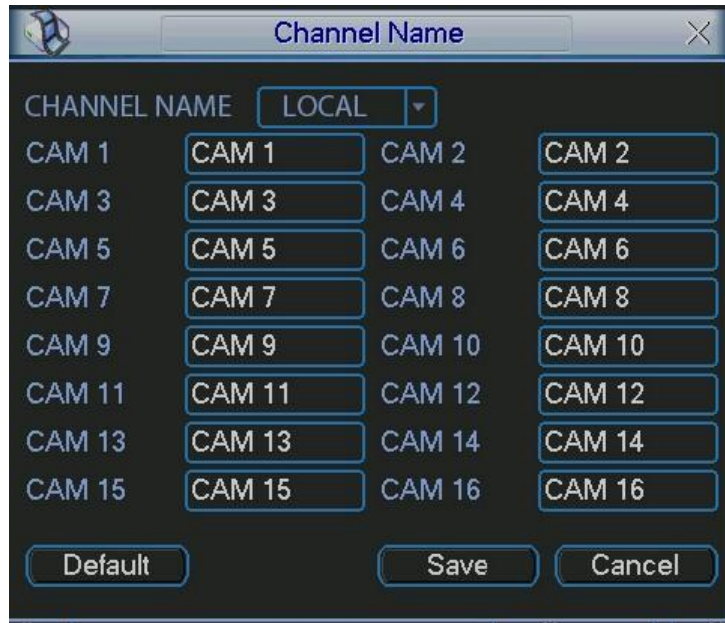 Channel Name
CHANNEL NAME LOCAL
CAM 1 CAM 1 CAM 2 CAM 2
CAM 3 CAM 3 CAM 4 CAM 4
CAM 5 CAM 5 CAM 6 CAM 6
CAM 7 CAM 7 CAM 8 CAM 8
CAM 9 CAM 9 CAM 10 CAM 10
CAM 11 CAM 11 CAM 12 CAM 12
CAM 13 CAM 13 CAM 14 CAM 14
CAM 15 CAM 15 CAM 16 CAM 16
Default Save Cancel